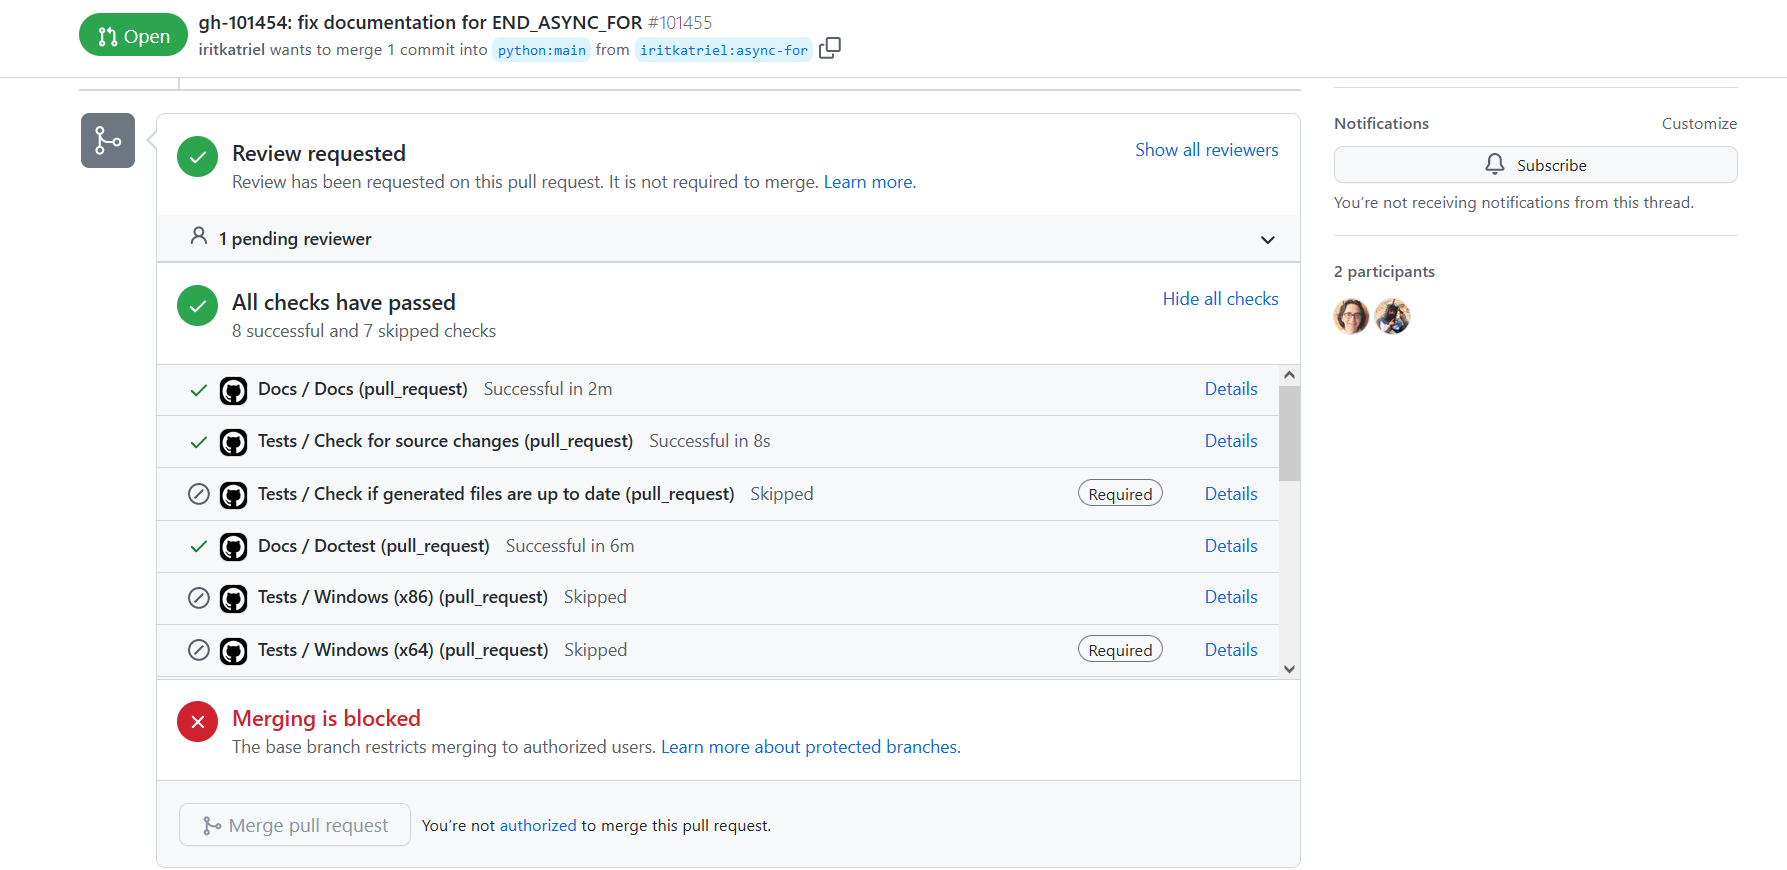 Open
gh-101454: fix documentation for END_ASYNC_FOR #101455
iritkatriel wants to merge 1 commit into python:main from iritkatriel:async-for
Review requested
Show all reviewers
Review has been requested on this pull request. It is not required to merge. Learn more.
1 pending reviewer
All checks have passed
Hide all checks
8 successful and 7 skipped checks
Docs / Docs (pull_request) Successful in 2m Details
Tests / Check for source changes (pull_request) Successful in 8s Details
Tests / Check if generated files are up to date (pull_request) Skipped Required Details
Docs / Doctest (pull_request) Successful in 6m Details
Tests / Windows (x86) (pull_request) Skipped Details
Tests / Windows (x64) (pull_request) Skipped Required Details
Merging is blocked
The base branch restricts merging to authorized users. Learn more about protected branches.
Merge pull request You’re not authorized to merge this pull request.
Notifications Customize
Subscribe
You’re not receiving notifications from this thread.
2 participants